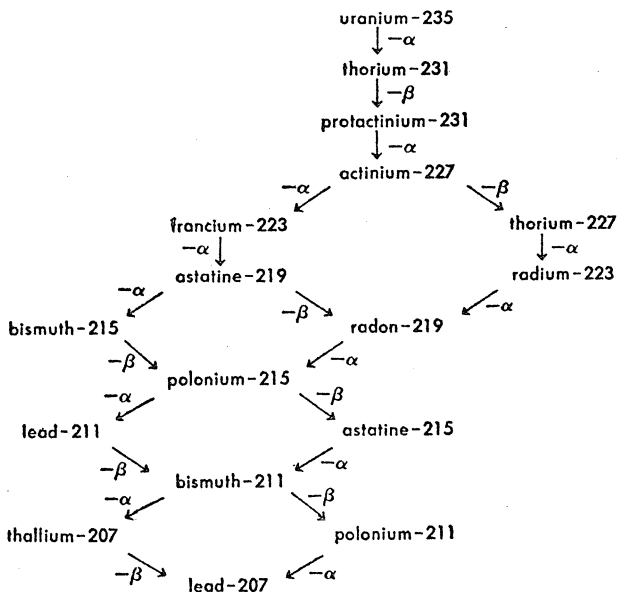 uranium-235
-α
thorium-231
-β
protactinium-231
-α
actinium-227
-α -β
francium-223 thorium-227
-α -α
astatine-219 radium-223
-α -β -α
bismuth-215 radon-219
-β -α
polonium-215
-α -β
lead-211 astatine-215
-β -α
bismuth-211
-α -β
thallium-207 polonium-211
-β -α
lead-207